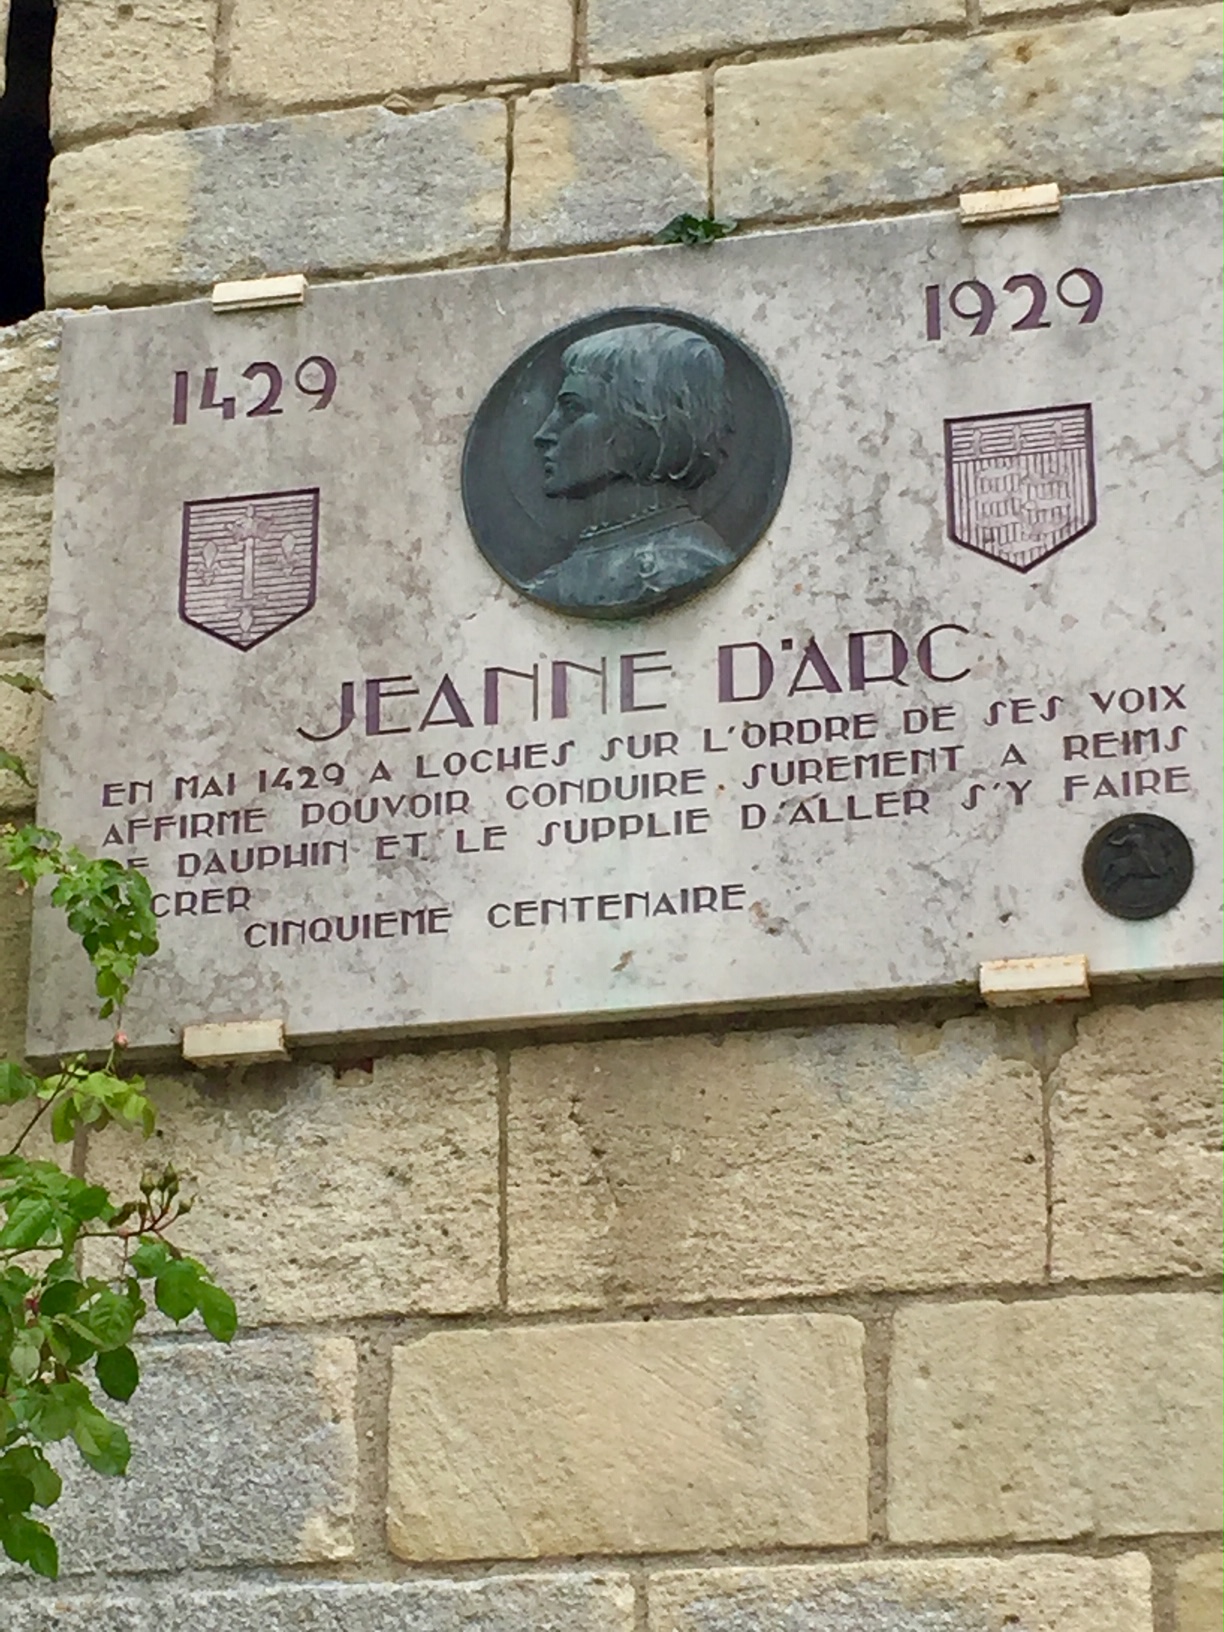 1429 1929
JEANNE D'ARC
EN MAI 1429 A LOCHES SUR L'ORDRE DE SES VOIX
AFFIRME POUVOIR CONDUIRE SUREMENT A REIMS
DAUPHIN ET LE SUPPLIE D'ALLER S'Y FAIRE
CRER
CINQUIEME CENTENAIRE